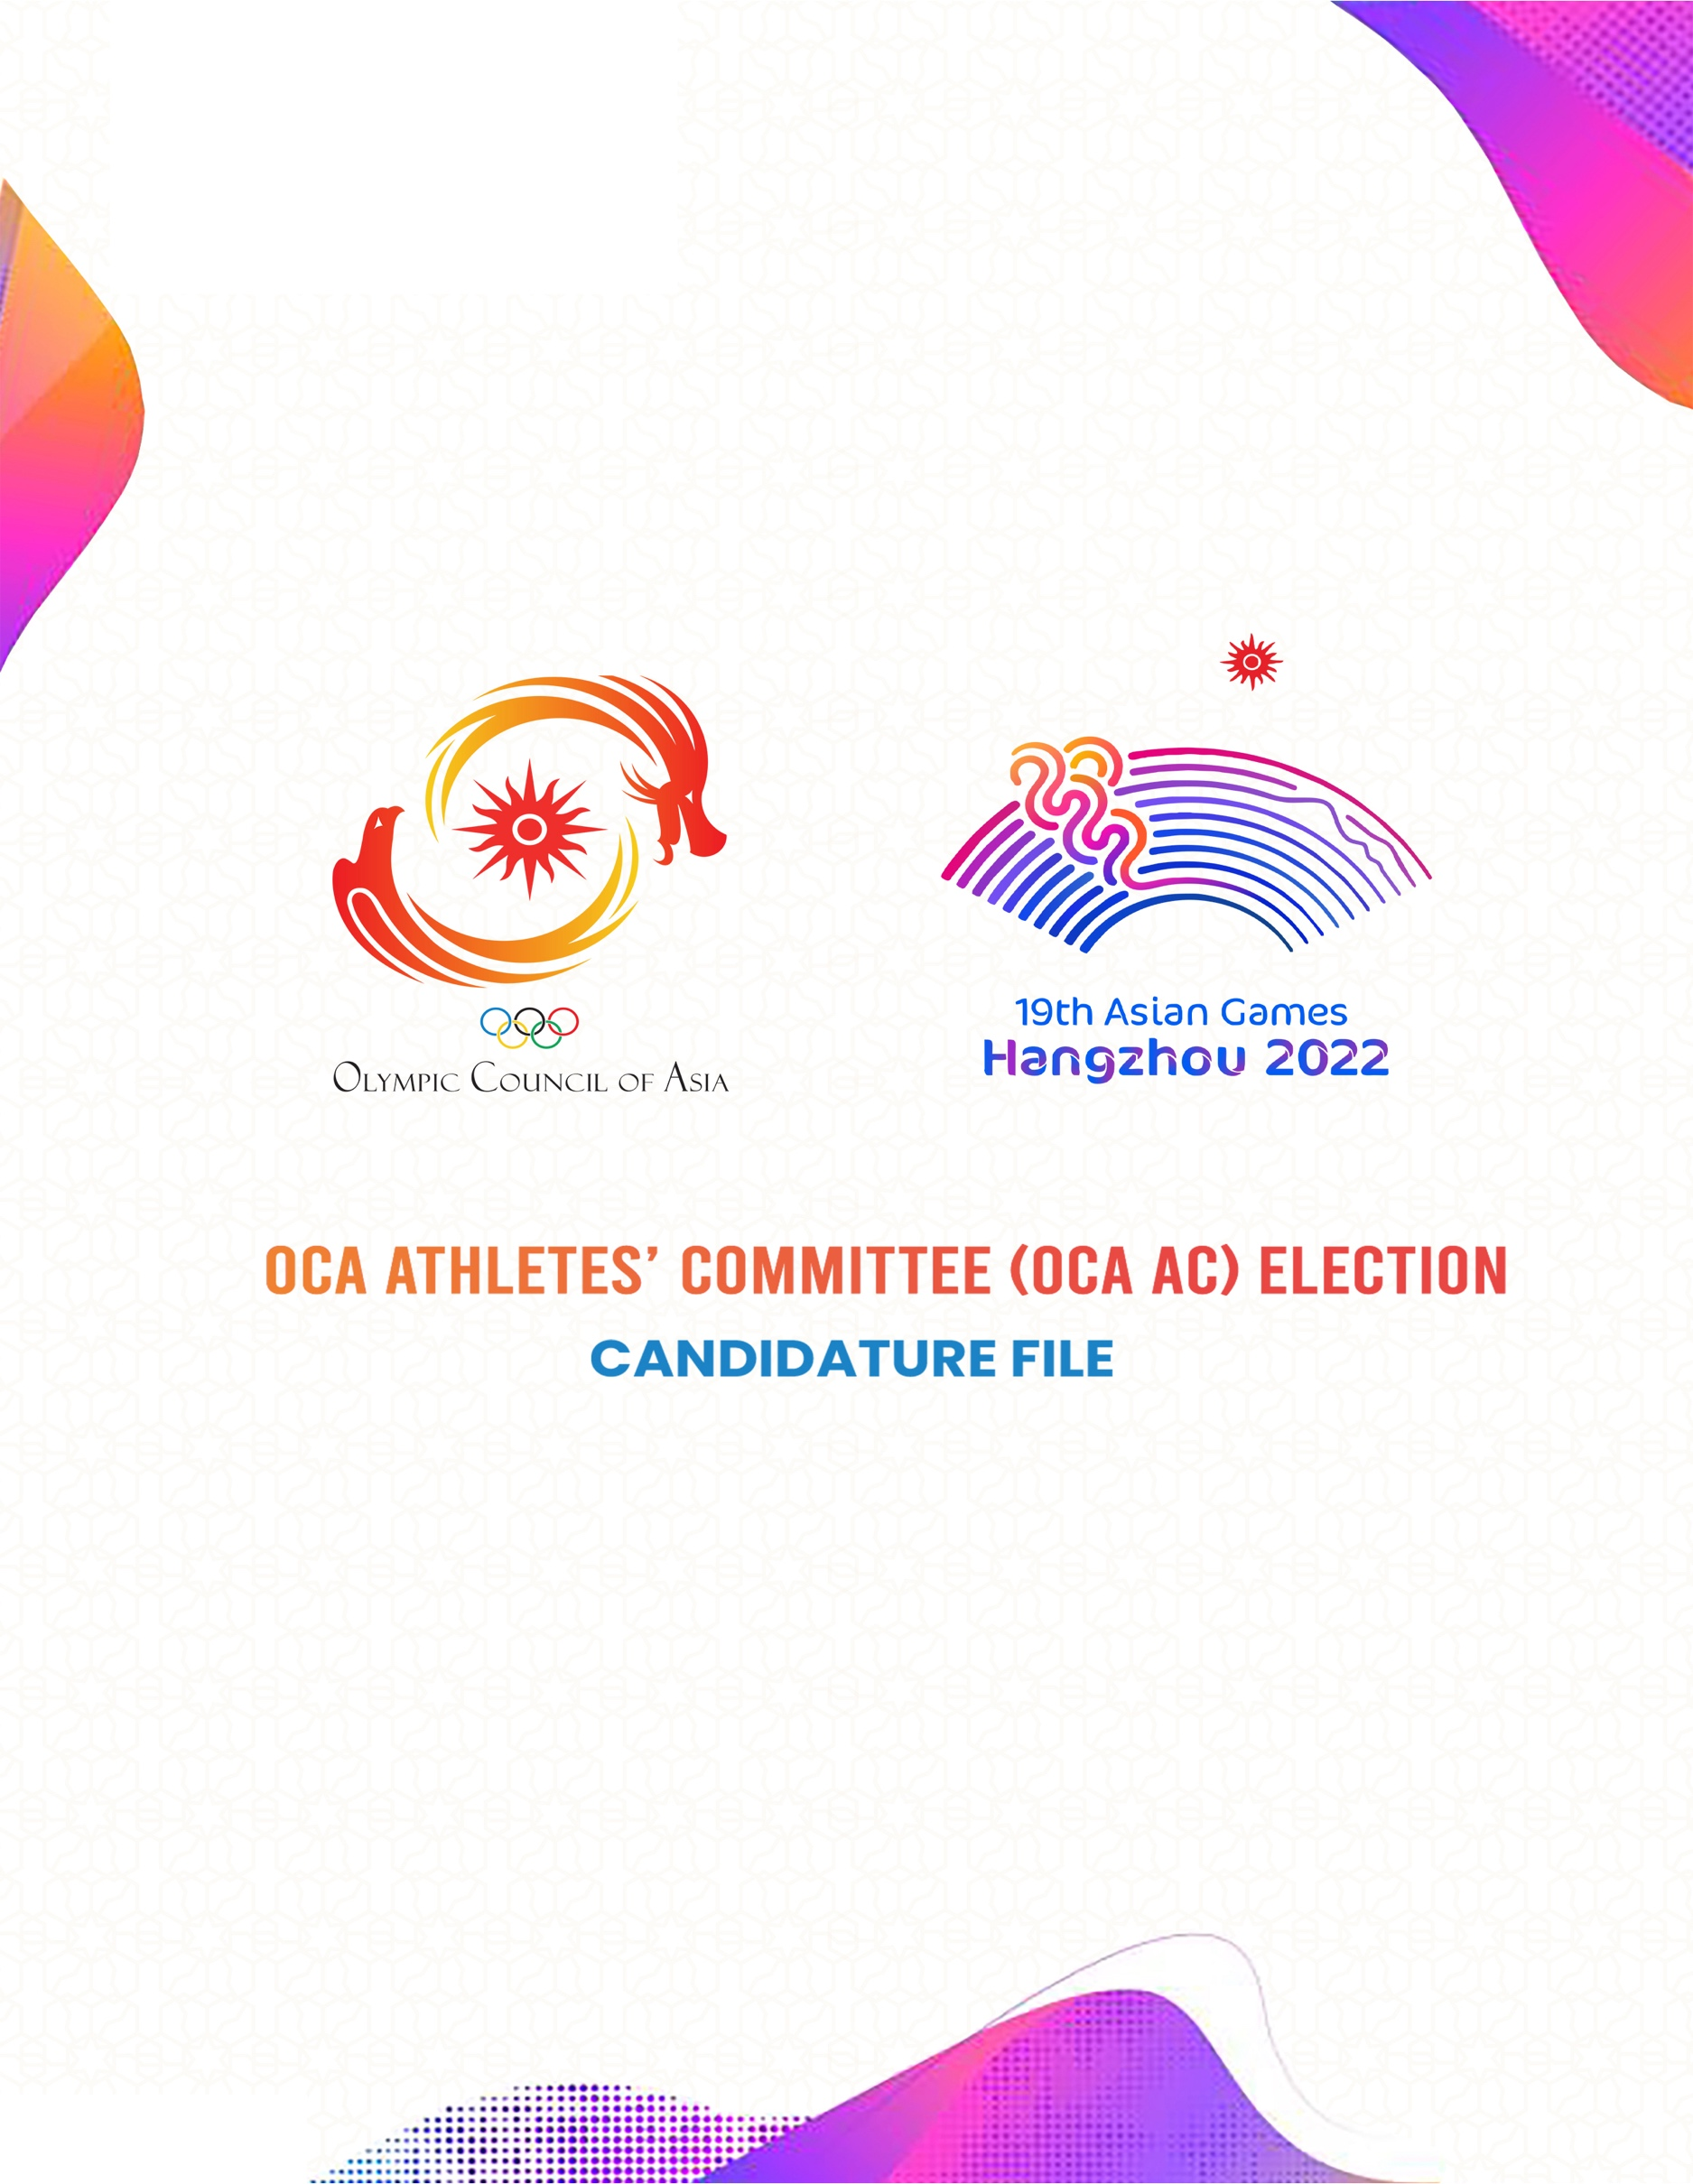 OLYMPIC COUNCIL OF ASIA
19th Asian Games
Hangzhou 2022
OCA ATHLETES’ COMMITTEE (OCA AC) ELECTION
CANDIDATURE FILE